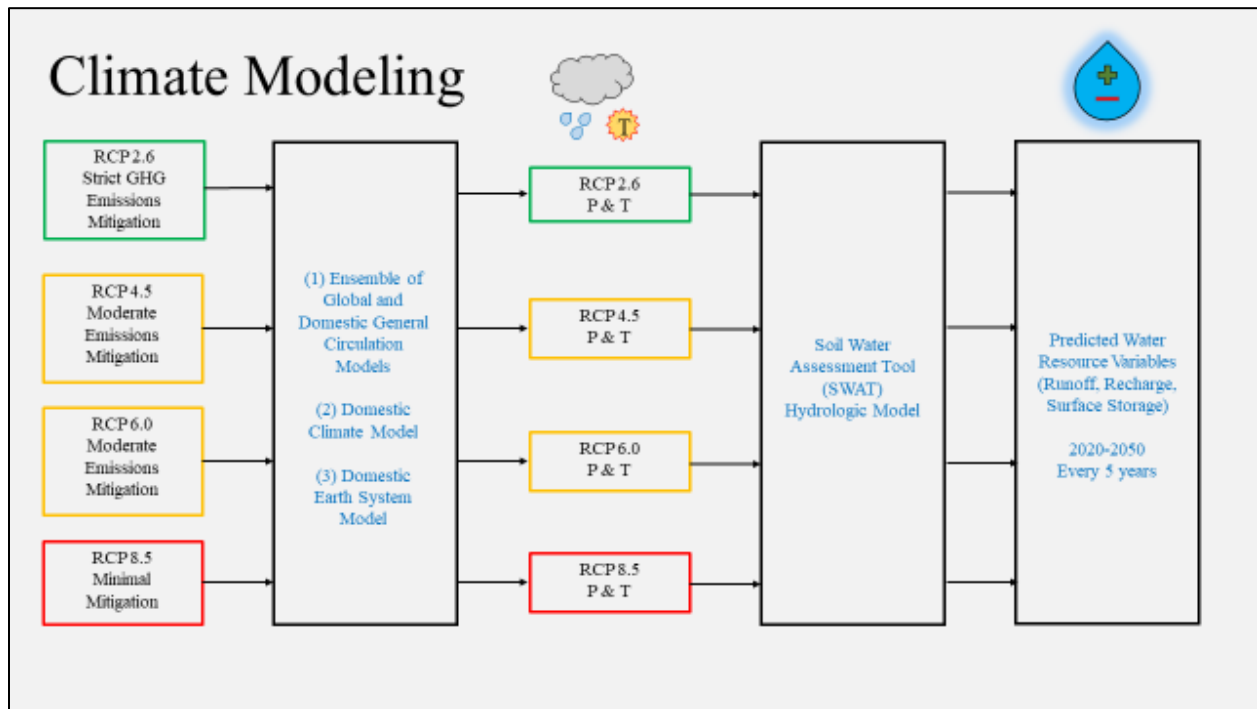 Climate Modeling
T
RCP2.6
Strict GHG
Emissions
Mitigation
RCP4.5
Moderate
Emissions
Mitigation
RCP6.0
Moderate
Emissions
Mitigation
RCP8.5
Minimal
Mitigation
(1) Ensemble of
Global and
Domestic General
Circulation
Models
(2) Domestic
Climate Model
(3) Domestic
Earth System
Model
RCP2.6
P & T
RCP4.5
P & T
RCP6.0
P & T
RCP8.5
P & T
Soil Water
Assessment Tool
(SWAT)
Hydrologic Model
Predicted Water
Resource Variables
(Runoff, Recharge,
Surface Storage)
2020-2050
Every 5 years